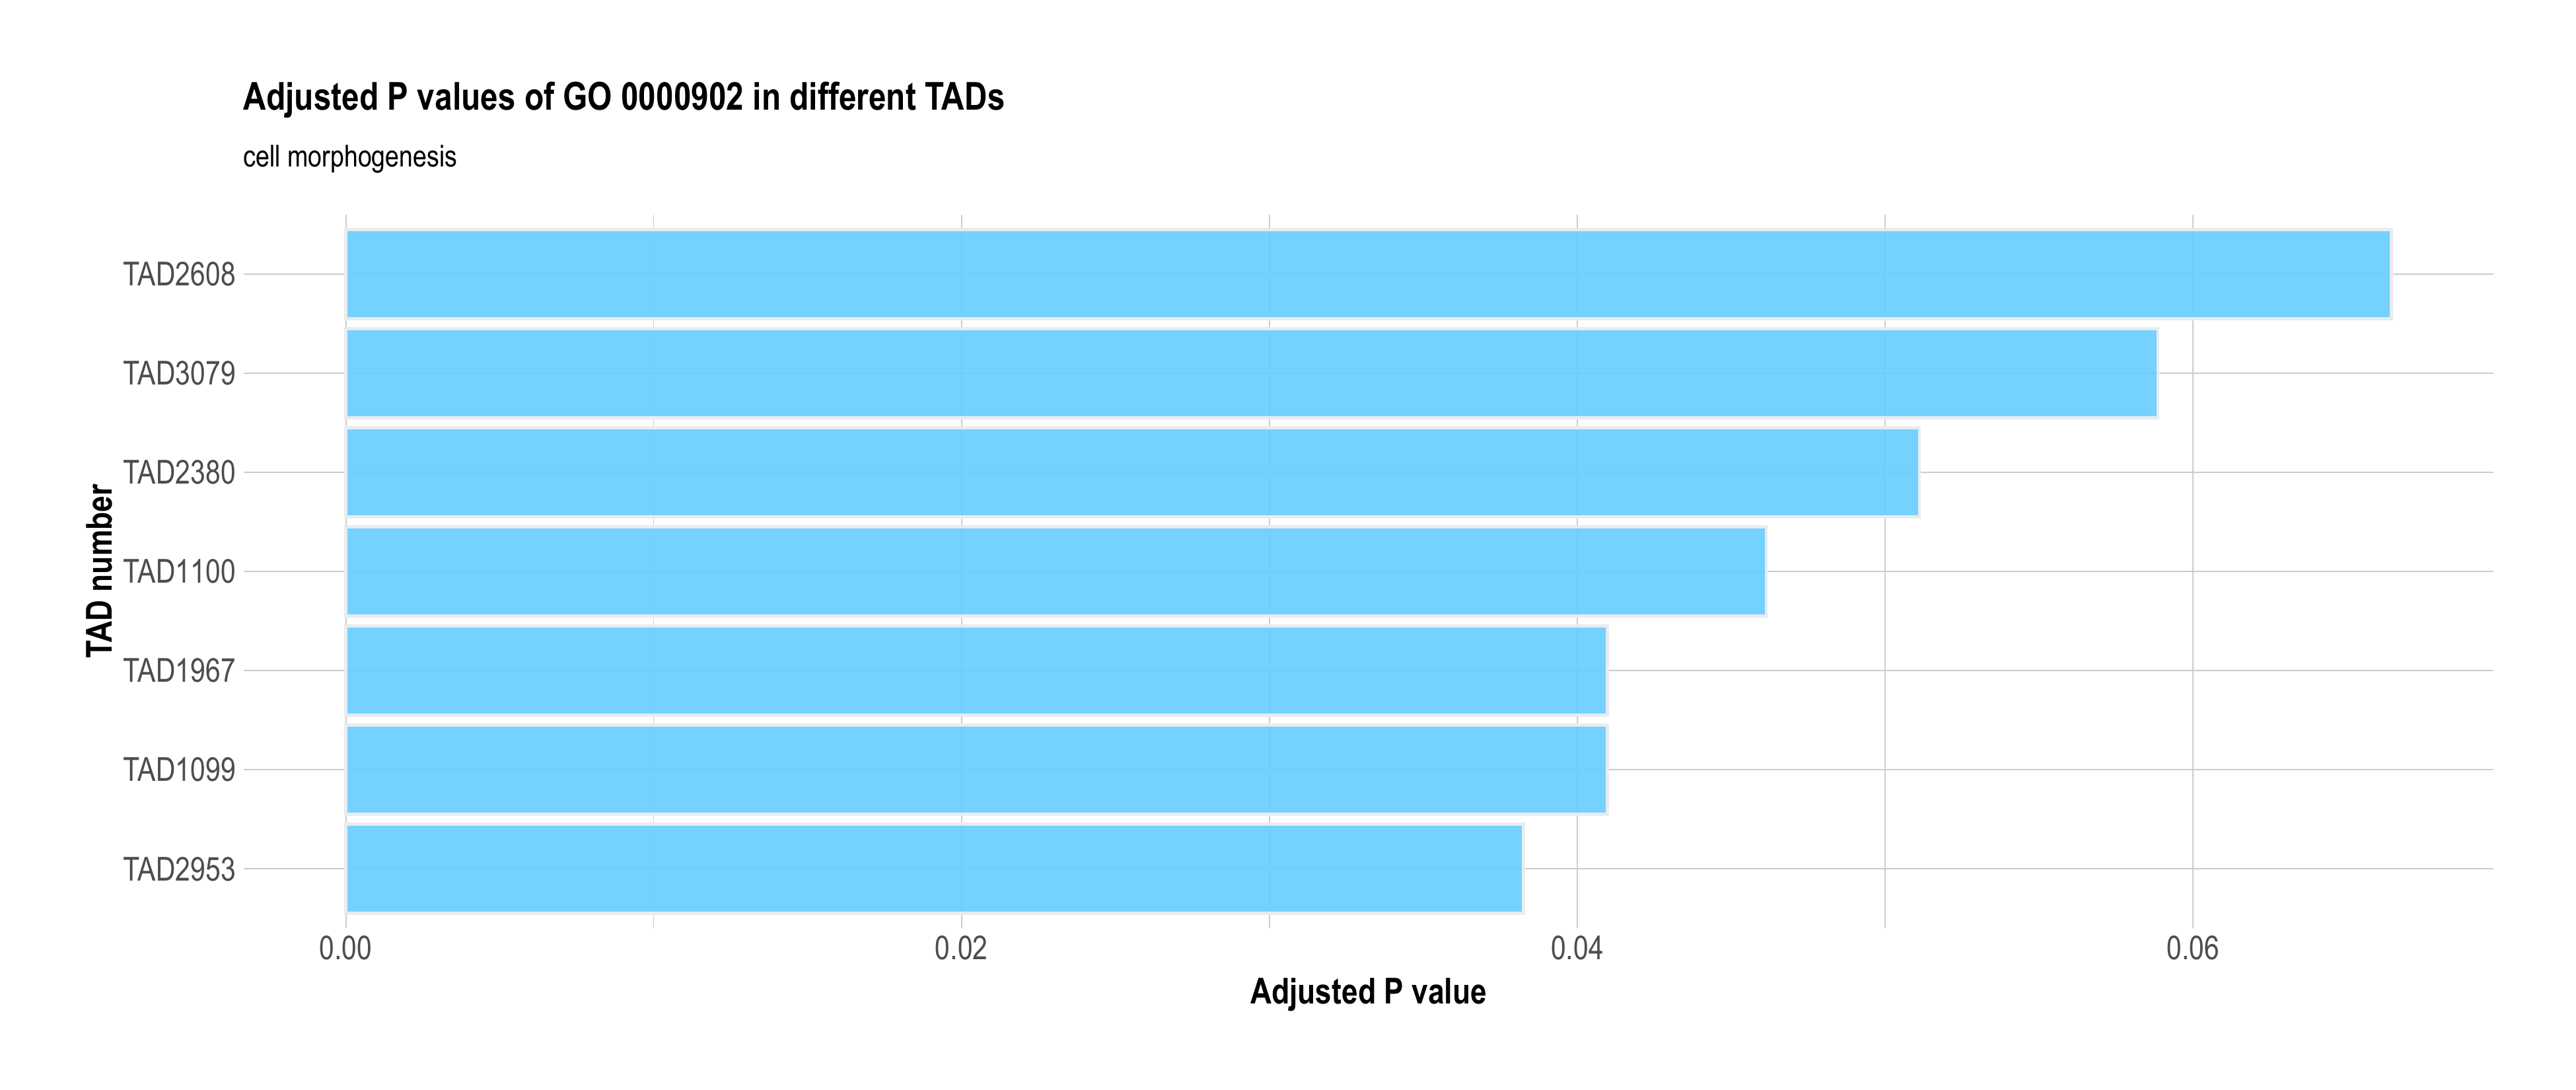 Adjusted P values of GO 0000902 in different TADs
cell morphogenesis
TAD number
TAD2608
TAD3079
TAD2380
TAD1100
TAD1967
TAD1099
TAD2953
0.00 0.02 0.04 0.06
Adjusted P value